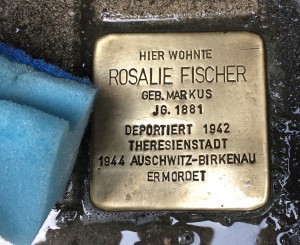 HIER WOHNTE
ROSALIE FISCHER
GEB. MARKUS
JG. 1881
DEPORTIERT 1942
THERESIENSTADT
1944 AUSCHWITZ-BIRKENAU
ERMORDET